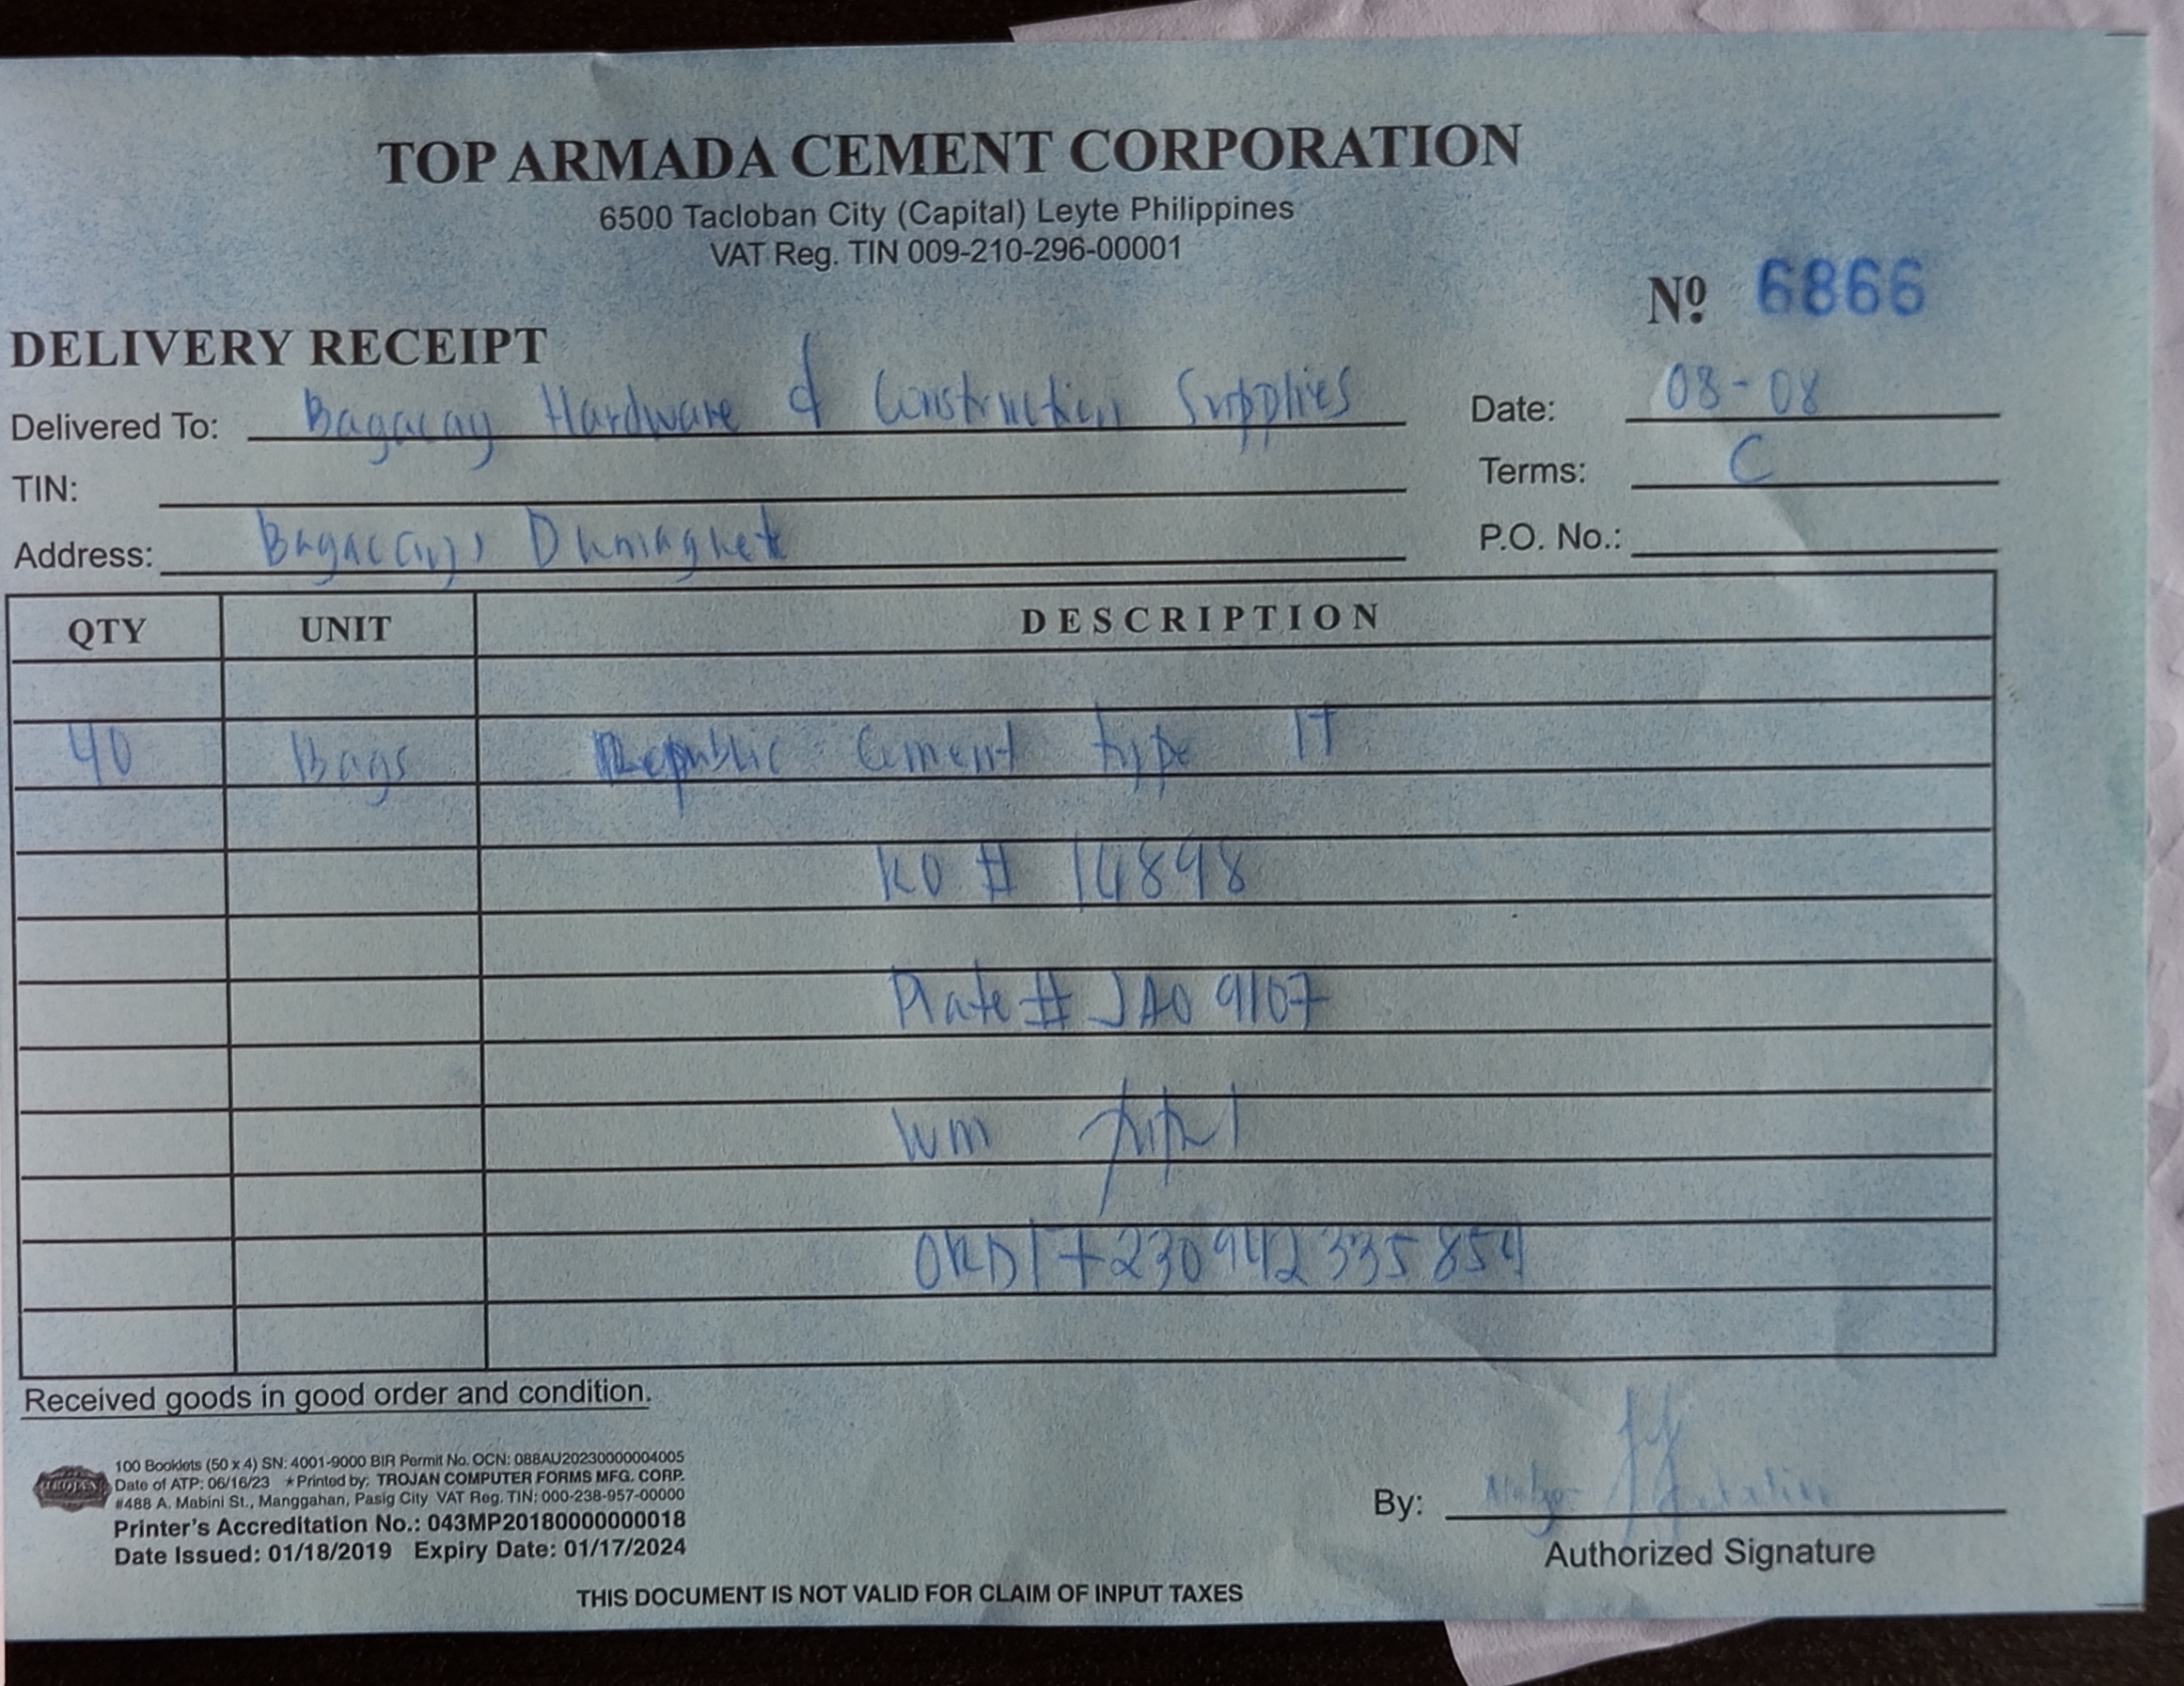 TOP ARMADA CEMENT CORPORATION
6500 Tacloban City (Capital) Leyte Philippines
VAT Reg. TIN 009-210-296-00001
Nº 6866
DELIVERY RECEIPT
Delivered To: Bagacay Hardware & Construction Supplies
Date: 08-08
TIN:
Terms: C
Address: Bagacay, Dumaguete
P.O. No.:
QTY UNIT DESCRIPTION
40 Bags Republic Cement type 1T
KO # 14898
Plate # JAO 9107
WM
OKD1+230942335854
Received goods in good order and condition.
TROJAN
100 Booklets (50 x 4) SN: 4001-9000 BIR Permit No. OCN: 088AU20230000004005
Date of ATP: 06/16/23 ★Printed by: TROJAN COMPUTER FORMS MFG. CORP.
#488 A. Mabini St., Manggahan, Pasig City VAT Reg. TIN: 000-238-957-00000
Printer's Accreditation No.: 043MP20180000000018
Date Issued: 01/18/2019 Expiry Date: 01/17/2024
By:
Authorized Signature
THIS DOCUMENT IS NOT VALID FOR CLAIM OF INPUT TAXES